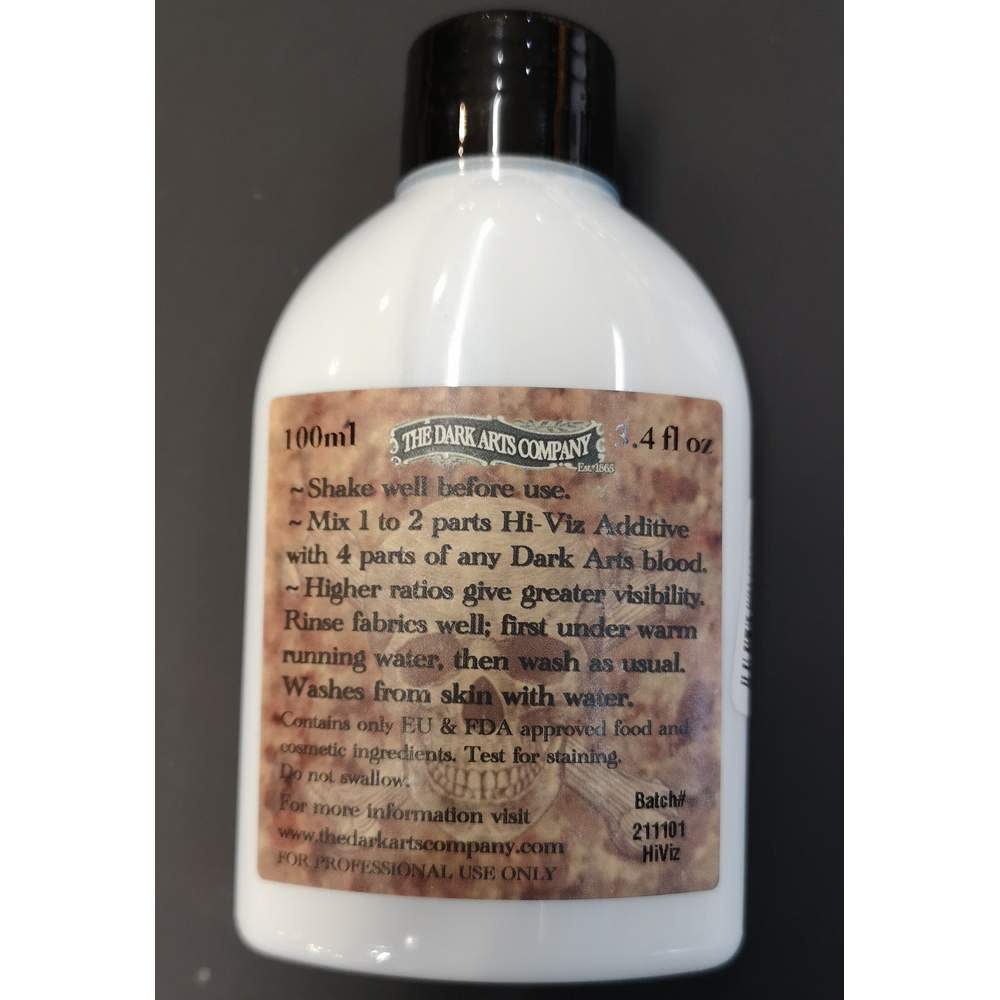 100ml
THE DARK ARTS COMPANY
3.4 fl oz
Est. 1865
~Shake well before use.
~Mix 1 to 2 parts Hi-Viz Additive
with 4 parts of any Dark Arts blood.
~Higher ratios give greater visibility.
Rinse fabrics well; first under warm
running water, then wash as usual.
Washes from skin with water.
Contains only EU & FDA approved food and
cosmetic ingredients. Test for staining.
Do not swallow.
For more information visit
www.thedarkartscompany.com
FOR PROFESSIONAL USE ONLY
Batch#
211101
HiViz